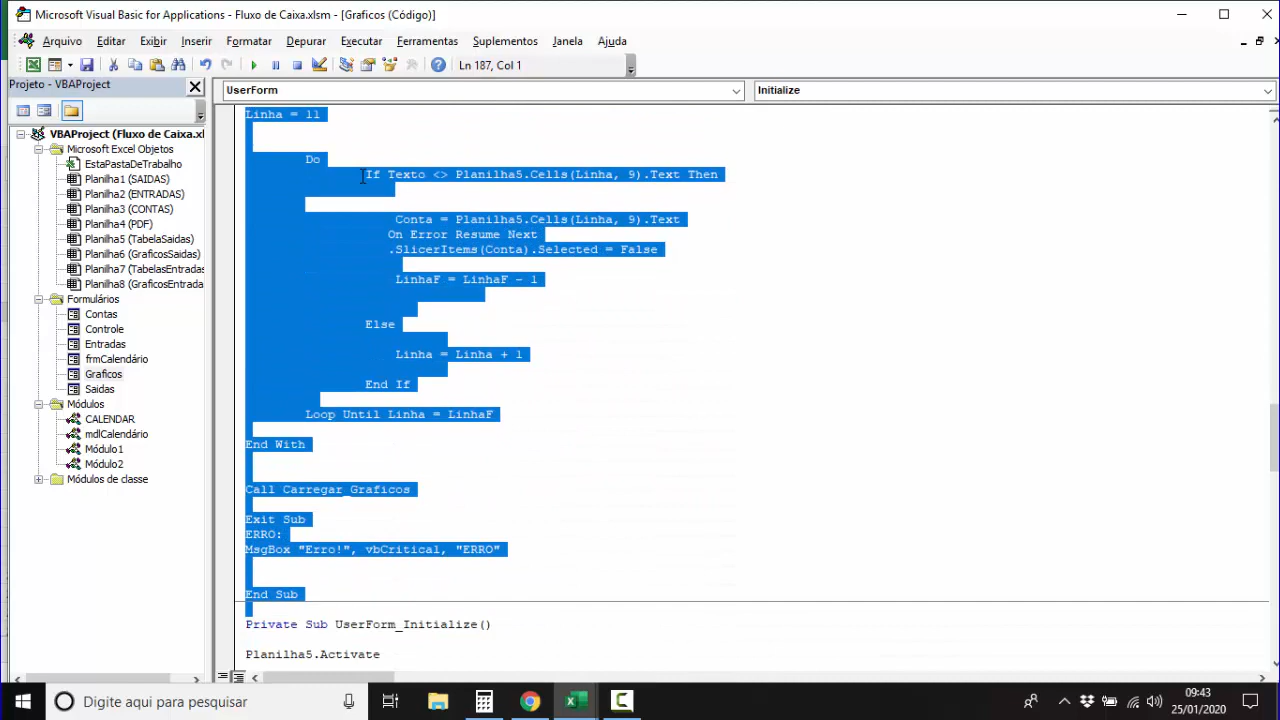 Microsoft Visual Basic for Applications - Fluxo de Caixa.xlsm - [Graficos (Código)]
Arquivo Editar Exibir Inserir Formatar Depurar Executar Ferramentas Suplementos Janela Ajuda
Ln 187, Col 1
Projeto - VBAProject
UserForm
Initialize
VBAProject (Fluxo de Caixa.xl
Microsoft Excel Objetos
EstaPastaDeTrabalho
Planilha1 (SAIDAS)
Planilha2 (ENTRADAS)
Planilha3 (CONTAS)
Planilha4 (PDF)
Planilha5 (TabelaSaidas)
Planilha6 (GraficosSaidas)
Planilha7 (TabelasEntradas
Planilha8 (GraficosEntrada
Formulários
Contas
Controle
Entradas
frmCalendário
Graficos
Saidas
Módulos
CALENDAR
mdlCalendário
Módulo1
Módulo2
Módulos de classe
Linha = 11
Do
If Texto <> Planilha5.Cells(Linha, 9).Text Then
Conta = Planilha5.Cells(Linha, 9).Text
On Error Resume Next
.SlicerItems(Conta).Selected = False
LinhaF = LinhaF - 1
Else
Linha = Linha + 1
End If
Loop Until Linha = LinhaF
End With
Call Carregar_Graficos
Exit Sub
ERRO:
MsgBox "Erro!", vbCritical, "ERRO"
End Sub
Private Sub UserForm_Initialize()
Planilha5.Activate
Digite aqui para pesquisar
09:43
25/01/2020